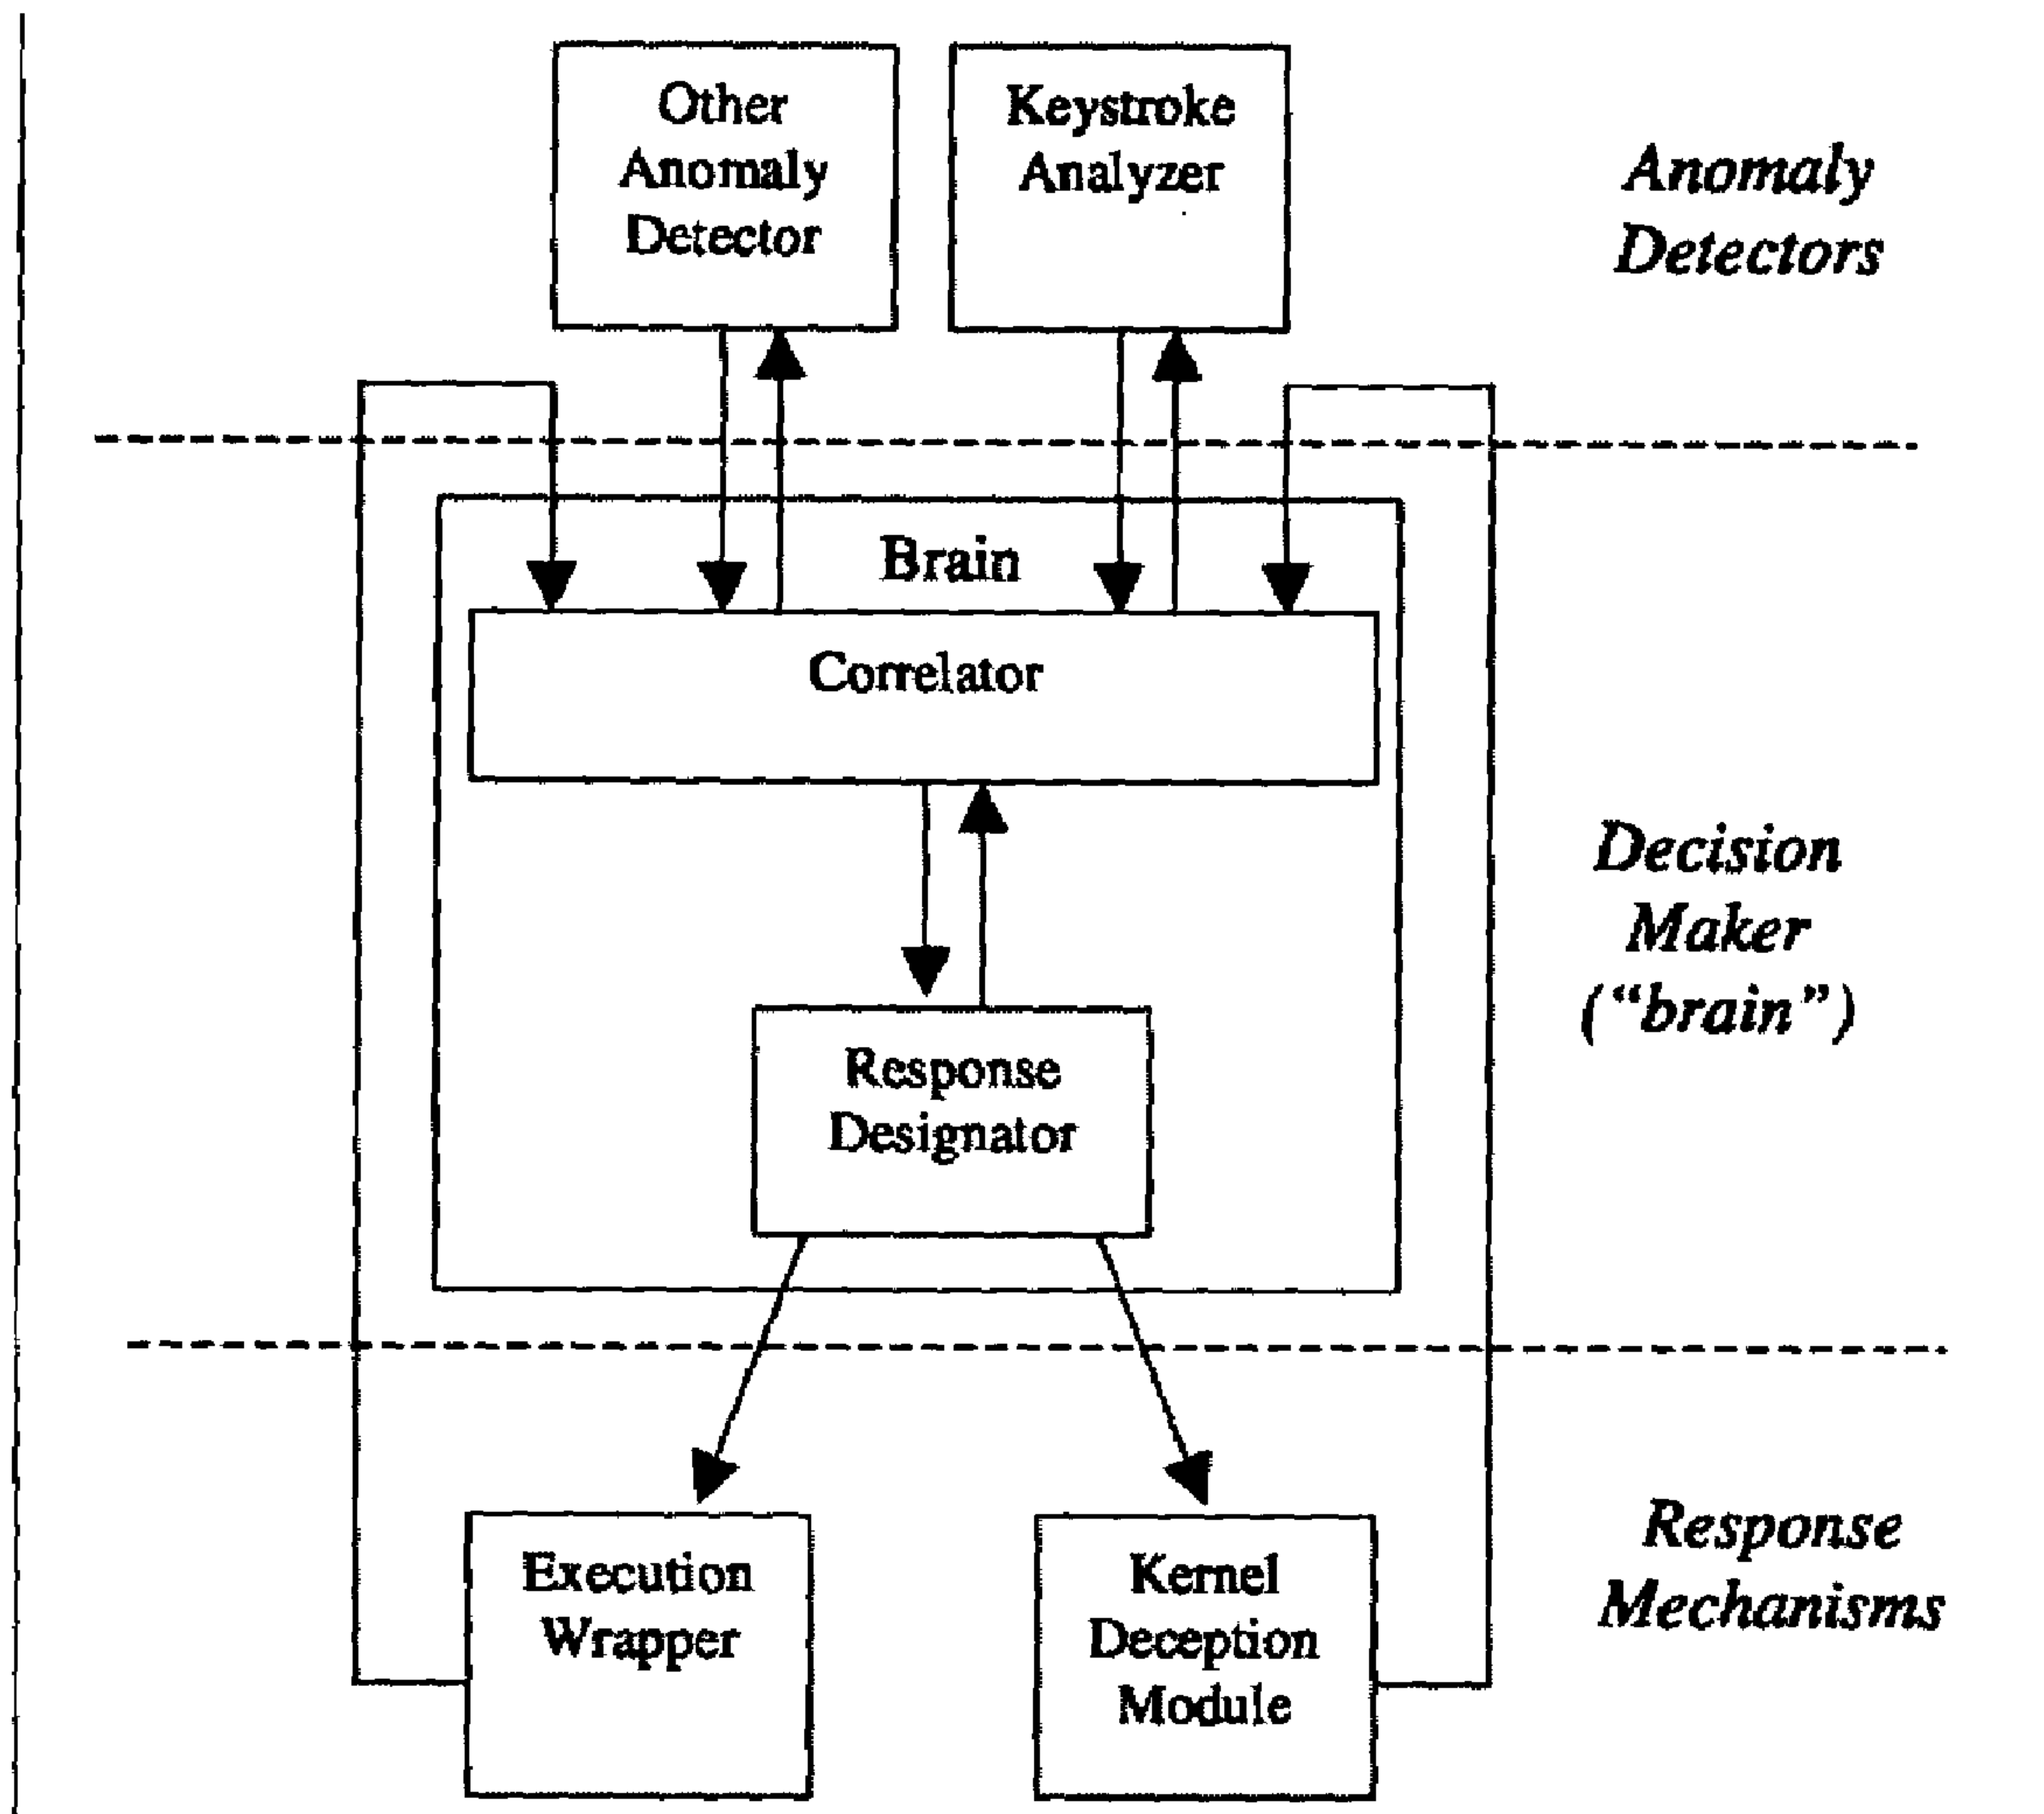 Other
Anomaly
Detector
Keystroke
Analyzer
Anomaly
Detectors
Brain
Correlator
Decision
Maker
(“brain”)
Response
Designator
Execution
Wrapper
Kernel
Deception
Module
Response
Mechanisms